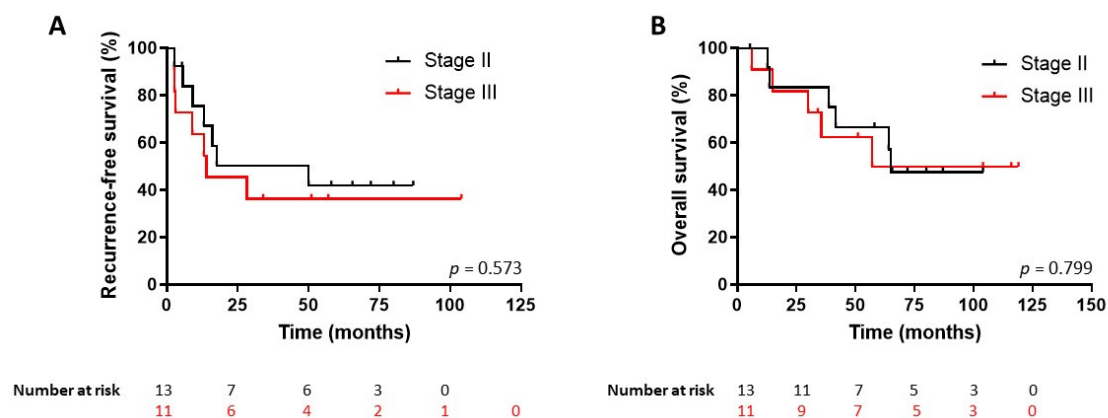 A
Recurrence-free survival (%)
100
80
60
40
20
0
Stage II
Stage III
p = 0.573
0 25 50 75 100 125
Time (months)
Number at risk 13 7 6 3 0
11 6 4 2 1 0
B
Overall survival (%)
100
80
60
40
20
0
Stage II
Stage III
p = 0.799
0 25 50 75 100 125 150
Time (months)
Number at risk 13 11 7 5 3 0
11 9 7 5 3 0